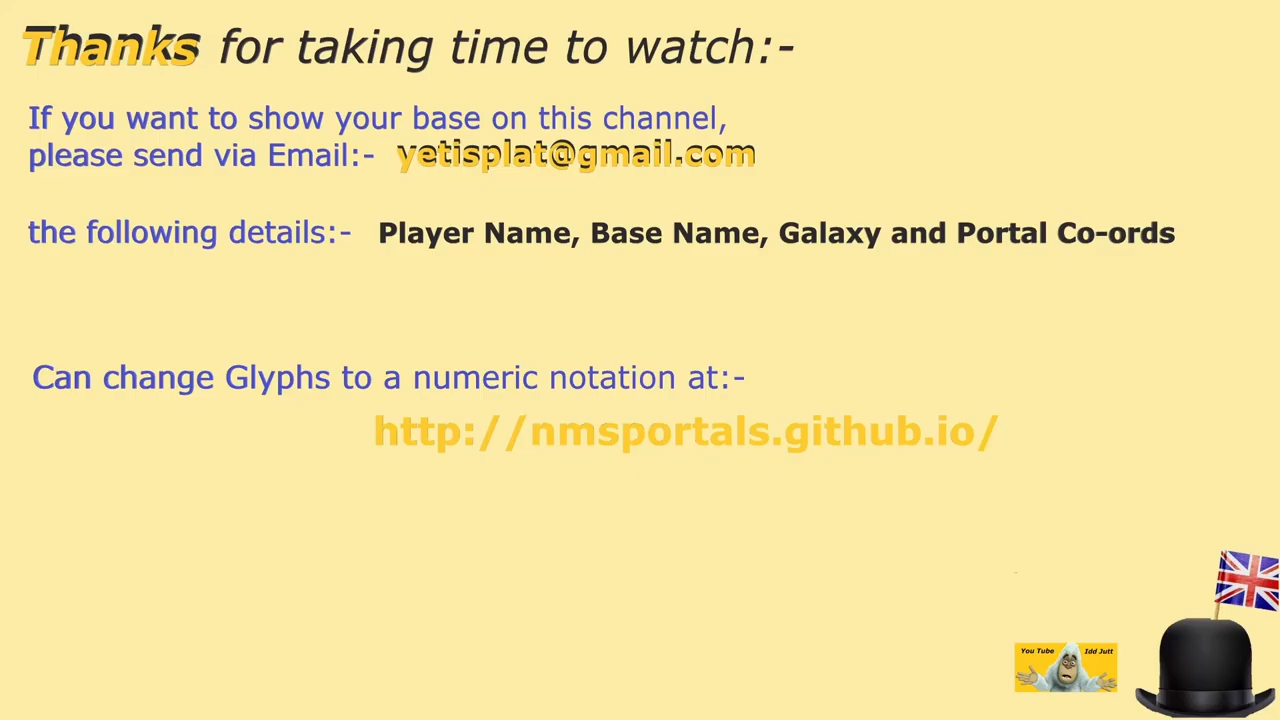 Thanks for taking time to watch:-
If you want to show your base on this channel,
please send via Email:- yetisplat@gmail.com
the following details:- Player Name, Base Name, Galaxy and Portal Co-ords
Can change Glyphs to a numeric notation at:-
http://nmsportals.github.io/
You Tube Idd Jutt